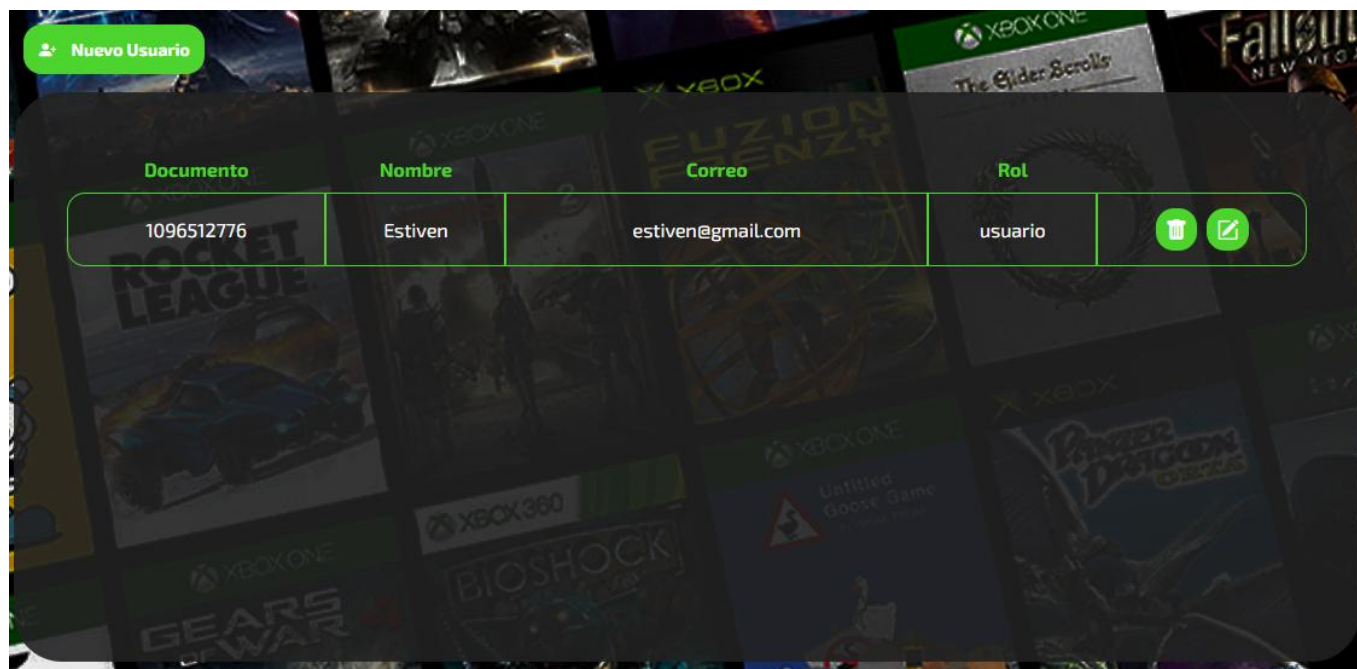 XBOX ONE
Nuevo Usuario
Fallout
NEW VEGAS
The Elder Scrolls
XBOX
XBOX ONE
FUZION
FRENZY
Documento Nombre Correo Rol
XBOX ONE
2
1096512776 Estiven estiven@gmail.com usuario
ROCKET
LEAGUE
XBOX
XBOX ONE
PANZER
DRAGOON
ORTA
Untitled
Goose Game
XBOX 360
BIOSHOCK
XBOX ONE
GEARS
OF WAR